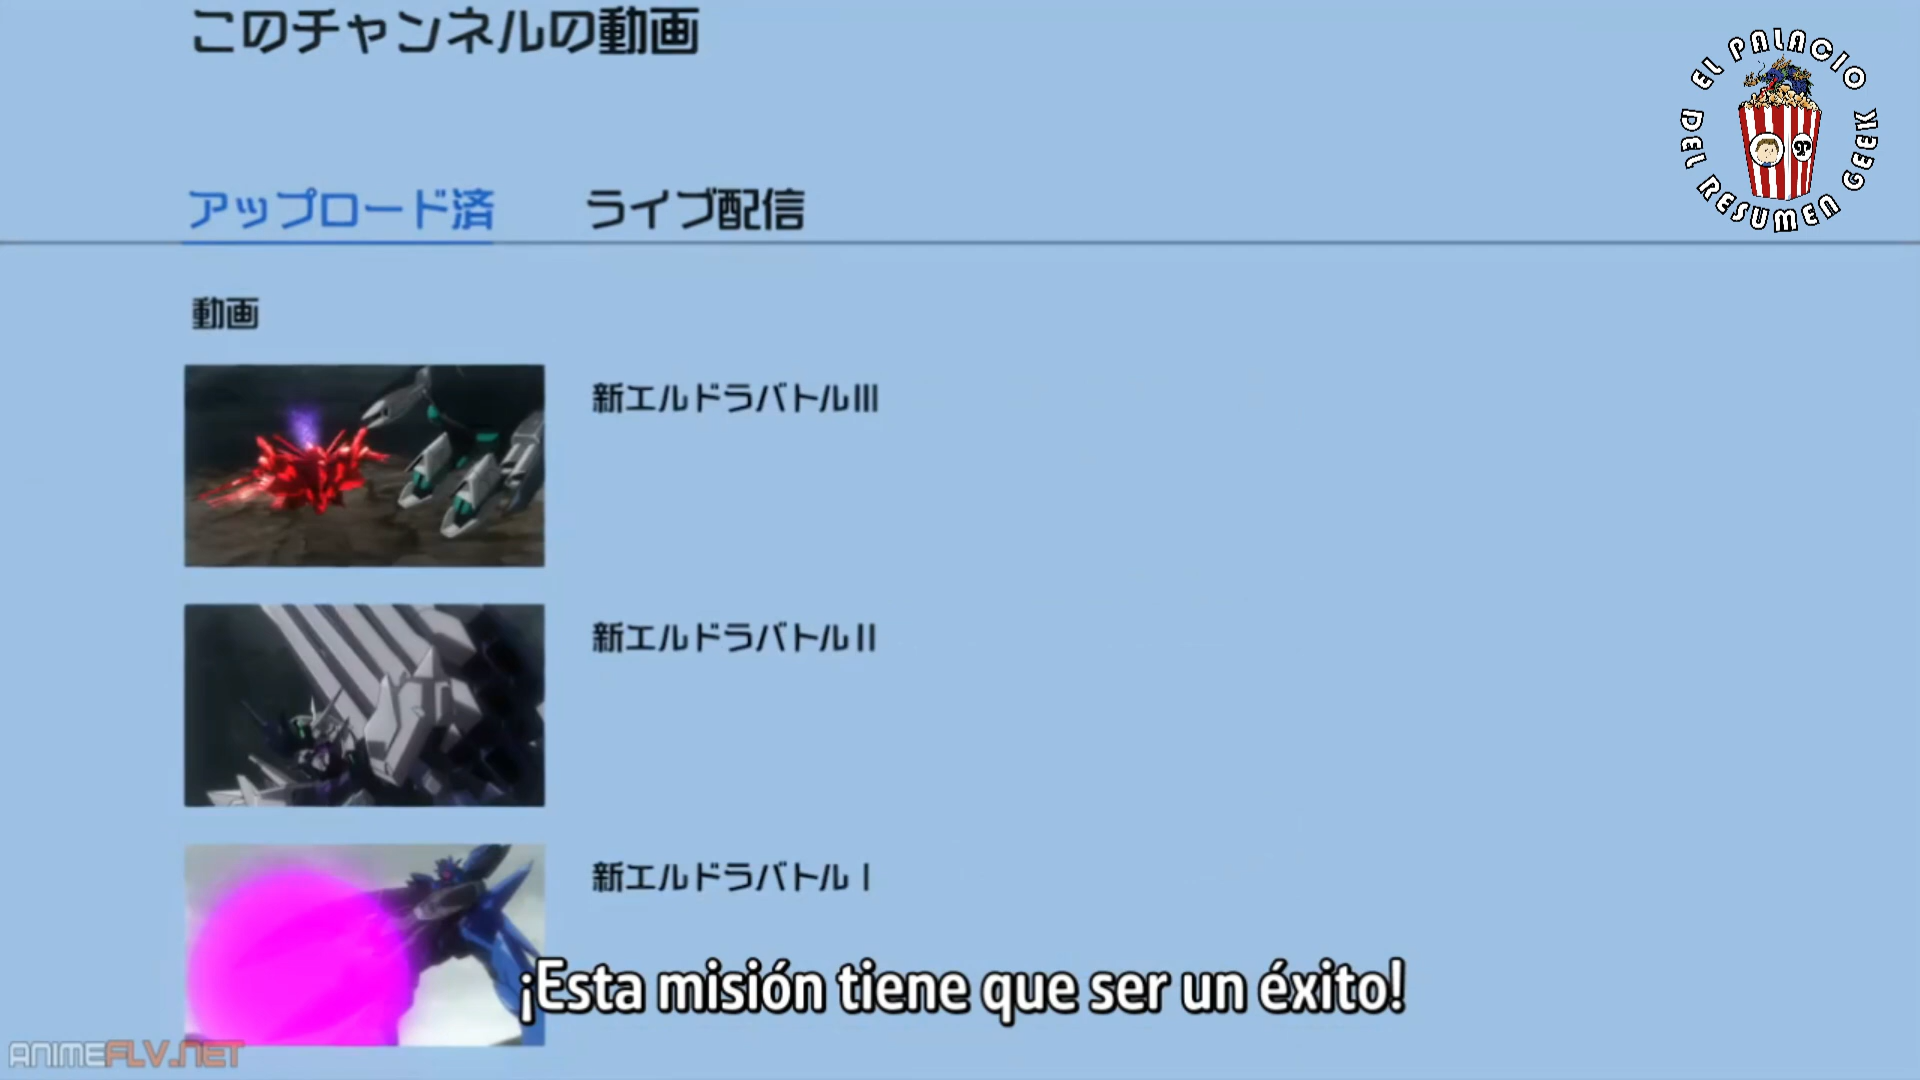 このチャンネルの動画
EL PALACIO
DEL RESUMEN GEEK
アップロード済 ライブ配信
動画
新エルドラバトルIII
新エルドラバトルII
新エルドラバトルI
¡Esta misión tiene que ser un éxito!
ANIMEFLV.NET